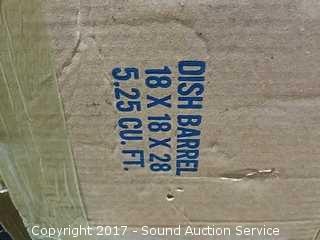 DISH BARREL
18 X 18 X 28
5.25 CU. FT.
Copyright 2017 - Sound Auction Service